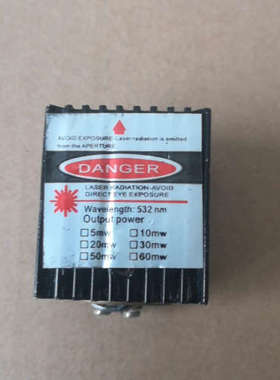 AVOID EXPOSURE-Laser radiation is emitted
from the APERTURE
DANGER
LASER RADIATION-AVOID
DIRECT EYE EXPOSURE
Wavelength: 532 nm
Output power
5mw 10mw
20mw 30mw
50mw 60mw